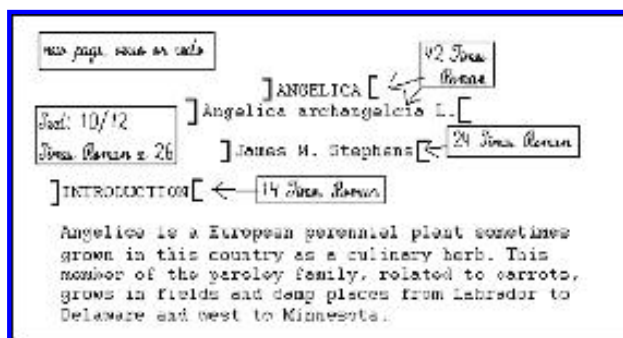 new page, verso or recto
42 Times Roman
]ANGELICA[
]Angelica archangelcia L.[
Text: 10/12
Times Roman x 26
]James M. Stephens[
24 Times Roman
]INTRODUCTION[
14 Times Roman
Angelica is a European perennial plant sometimes
grown in this country as a culinary herb. This
member of the parsley family, related to carrots,
grows in fields and damp places from Labrador to
Delaware and west to Minnesota.